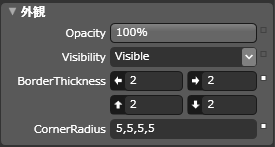 外観
Opacity 100%
Visibility Visible
BorderThickness 2 2
2 2
CornerRadius 5,5,5,5